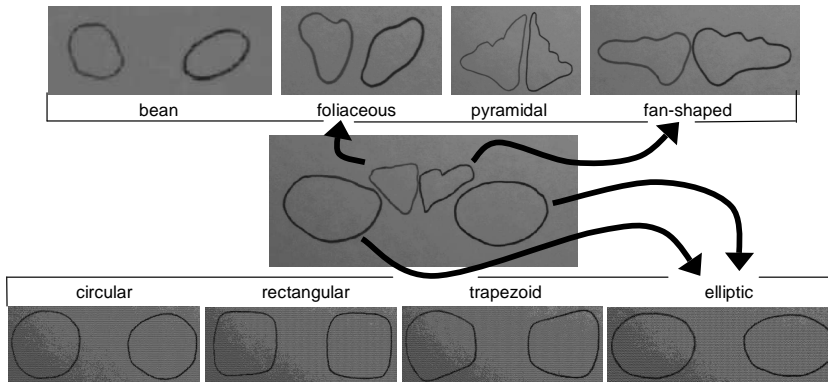 bean foliaceous pyramidal fan-shaped
circular rectangular trapezoid elliptic